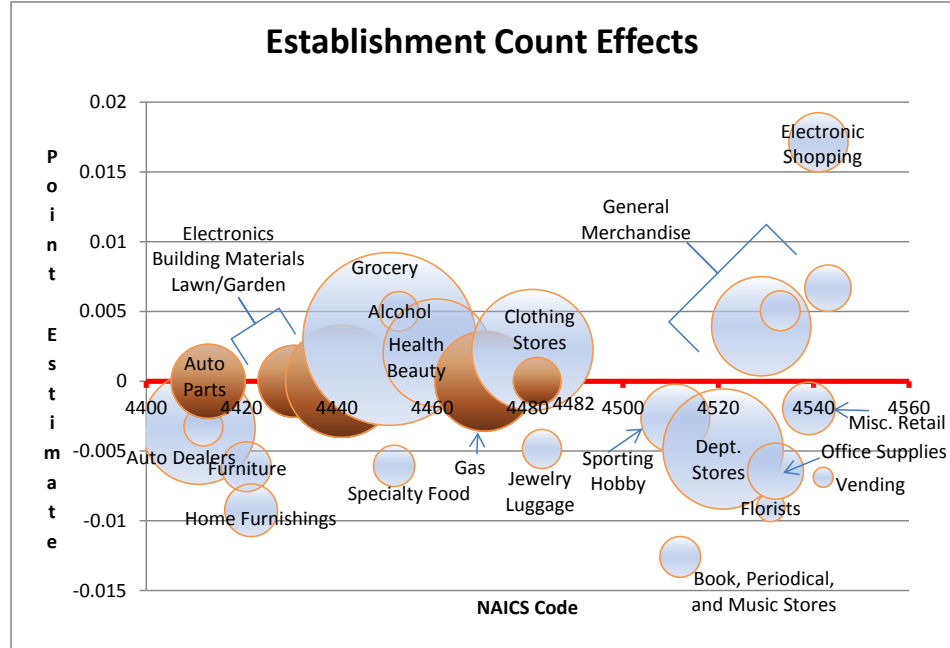 Establishment Count Effects
Point Estimate
0.02
0.015
0.01
0.005
0
-0.005
-0.01
-0.015
Electronic
Shopping
General
Merchandise
Electronics
Building Materials
Lawn/Garden
Grocery
Alcohol
Health
Beauty
Clothing
Stores
Auto
Parts
4400
4420
4440
4460
4480
4482
4500
4520
4540
4560
Misc. Retail
Auto Dealers
Furniture
Home Furnishings
Specialty Food
Gas
Jewelry
Luggage
Sporting
Hobby
Dept.
Stores
Office Supplies
Vending
Florists
Book, Periodical,
and Music Stores
NAICS Code